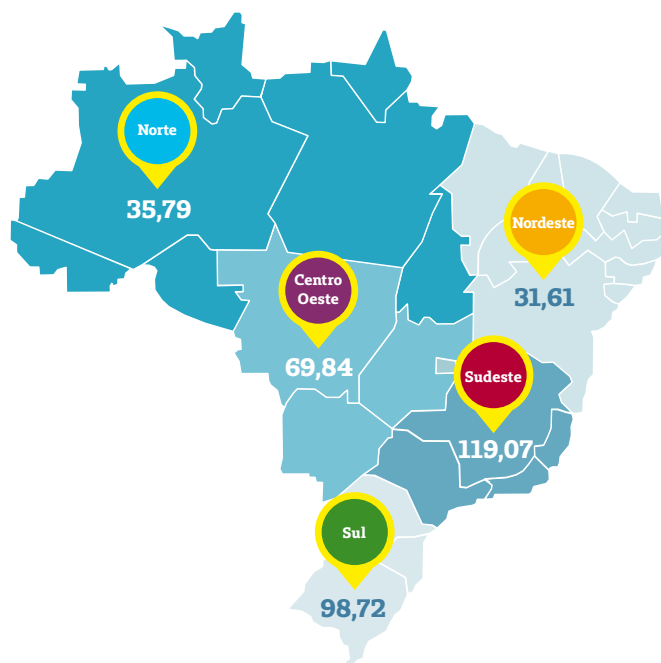 Norte
35,79
Nordeste
31,61
Centro
Oeste
69,84
Sudeste
119,07
Sul
98,72